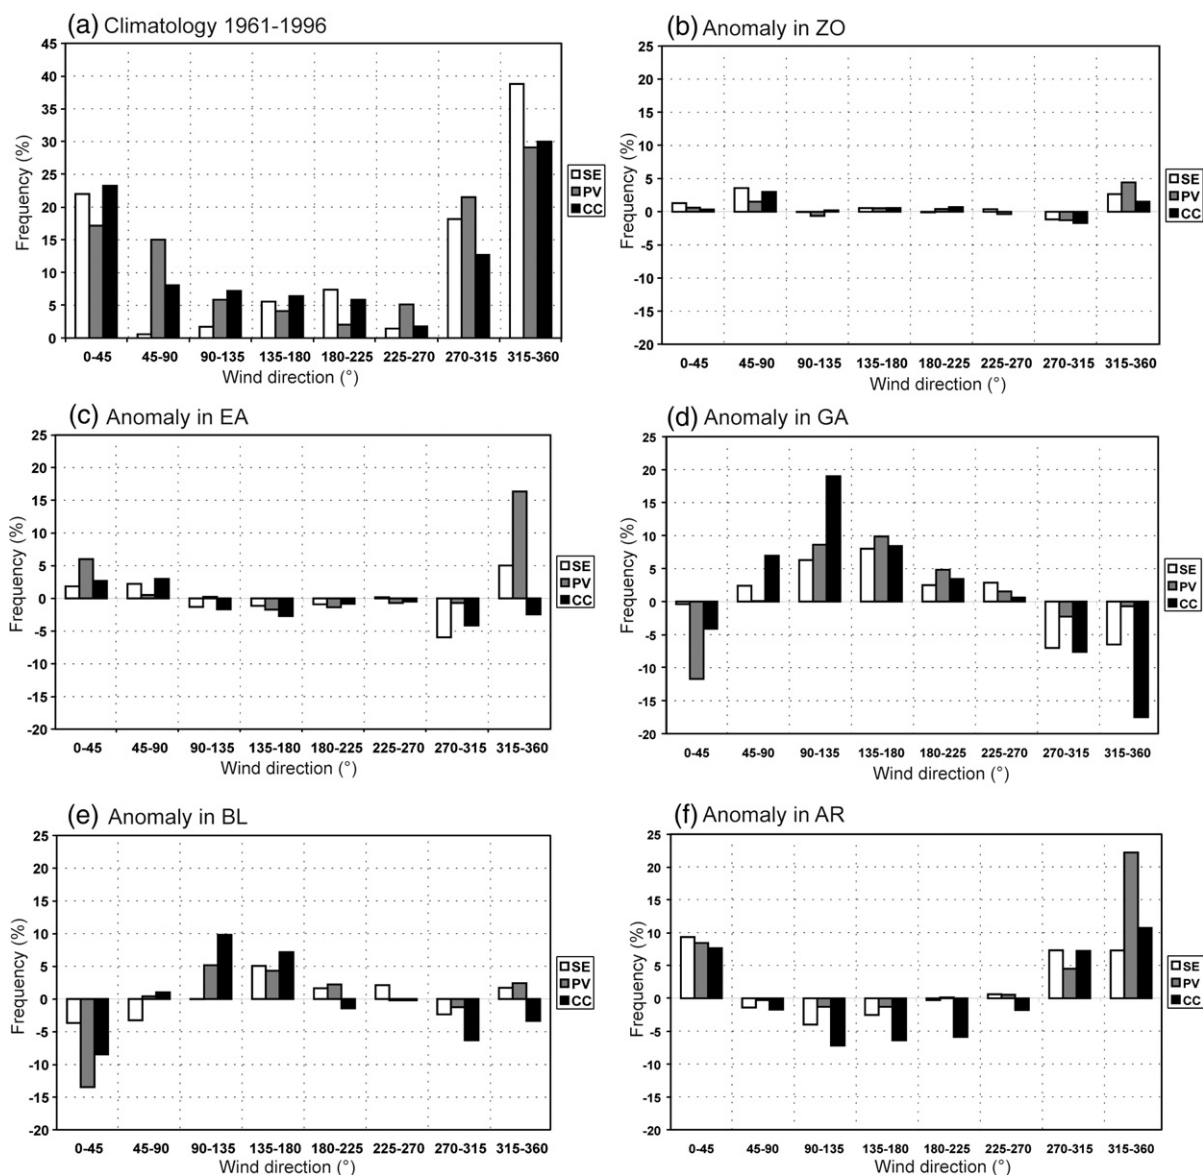 (a) Climatology 1961-1996
45
40
35
30
25
20
15
10
5
0
Frequency (%)
0-45 45-90 90-135 135-180 180-225 225-270 270-315 315-360
Wind direction (°)
SE
PV
CC
(b) Anomaly in ZO
25
20
15
10
5
0
-5
-10
-15
-20
Frequency (%)
0-45 45-90 90-135 135-180 180-225 225-270 270-315 315-360
Wind direction (°)
SE
PV
CC
(c) Anomaly in EA
25
20
15
10
5
0
-5
-10
-15
-20
Frequency (%)
0-45 45-90 90-135 135-180 180-225 225-270 270-315 315-360
Wind direction (°)
SE
PV
CC
(d) Anomaly in GA
25
20
15
10
5
0
-5
-10
-15
-20
Frequency (%)
0-45 45-90 90-135 135-180 180-225 225-270 270-315 315-360
Wind direction (°)
SE
PV
CC
(e) Anomaly in BL
25
20
15
10
5
0
-5
-10
-15
-20
Frequency (%)
0-45 45-90 90-135 135-180 180-225 225-270 270-315 315-360
Wind direction (°)
SE
PV
CC
(f) Anomaly in AR
25
20
15
10
5
0
-5
-10
-15
-20
Frequency (%)
0-45 45-90 90-135 135-180 180-225 225-270 270-315 315-360
Wind direction (°)
SE
PV
CC